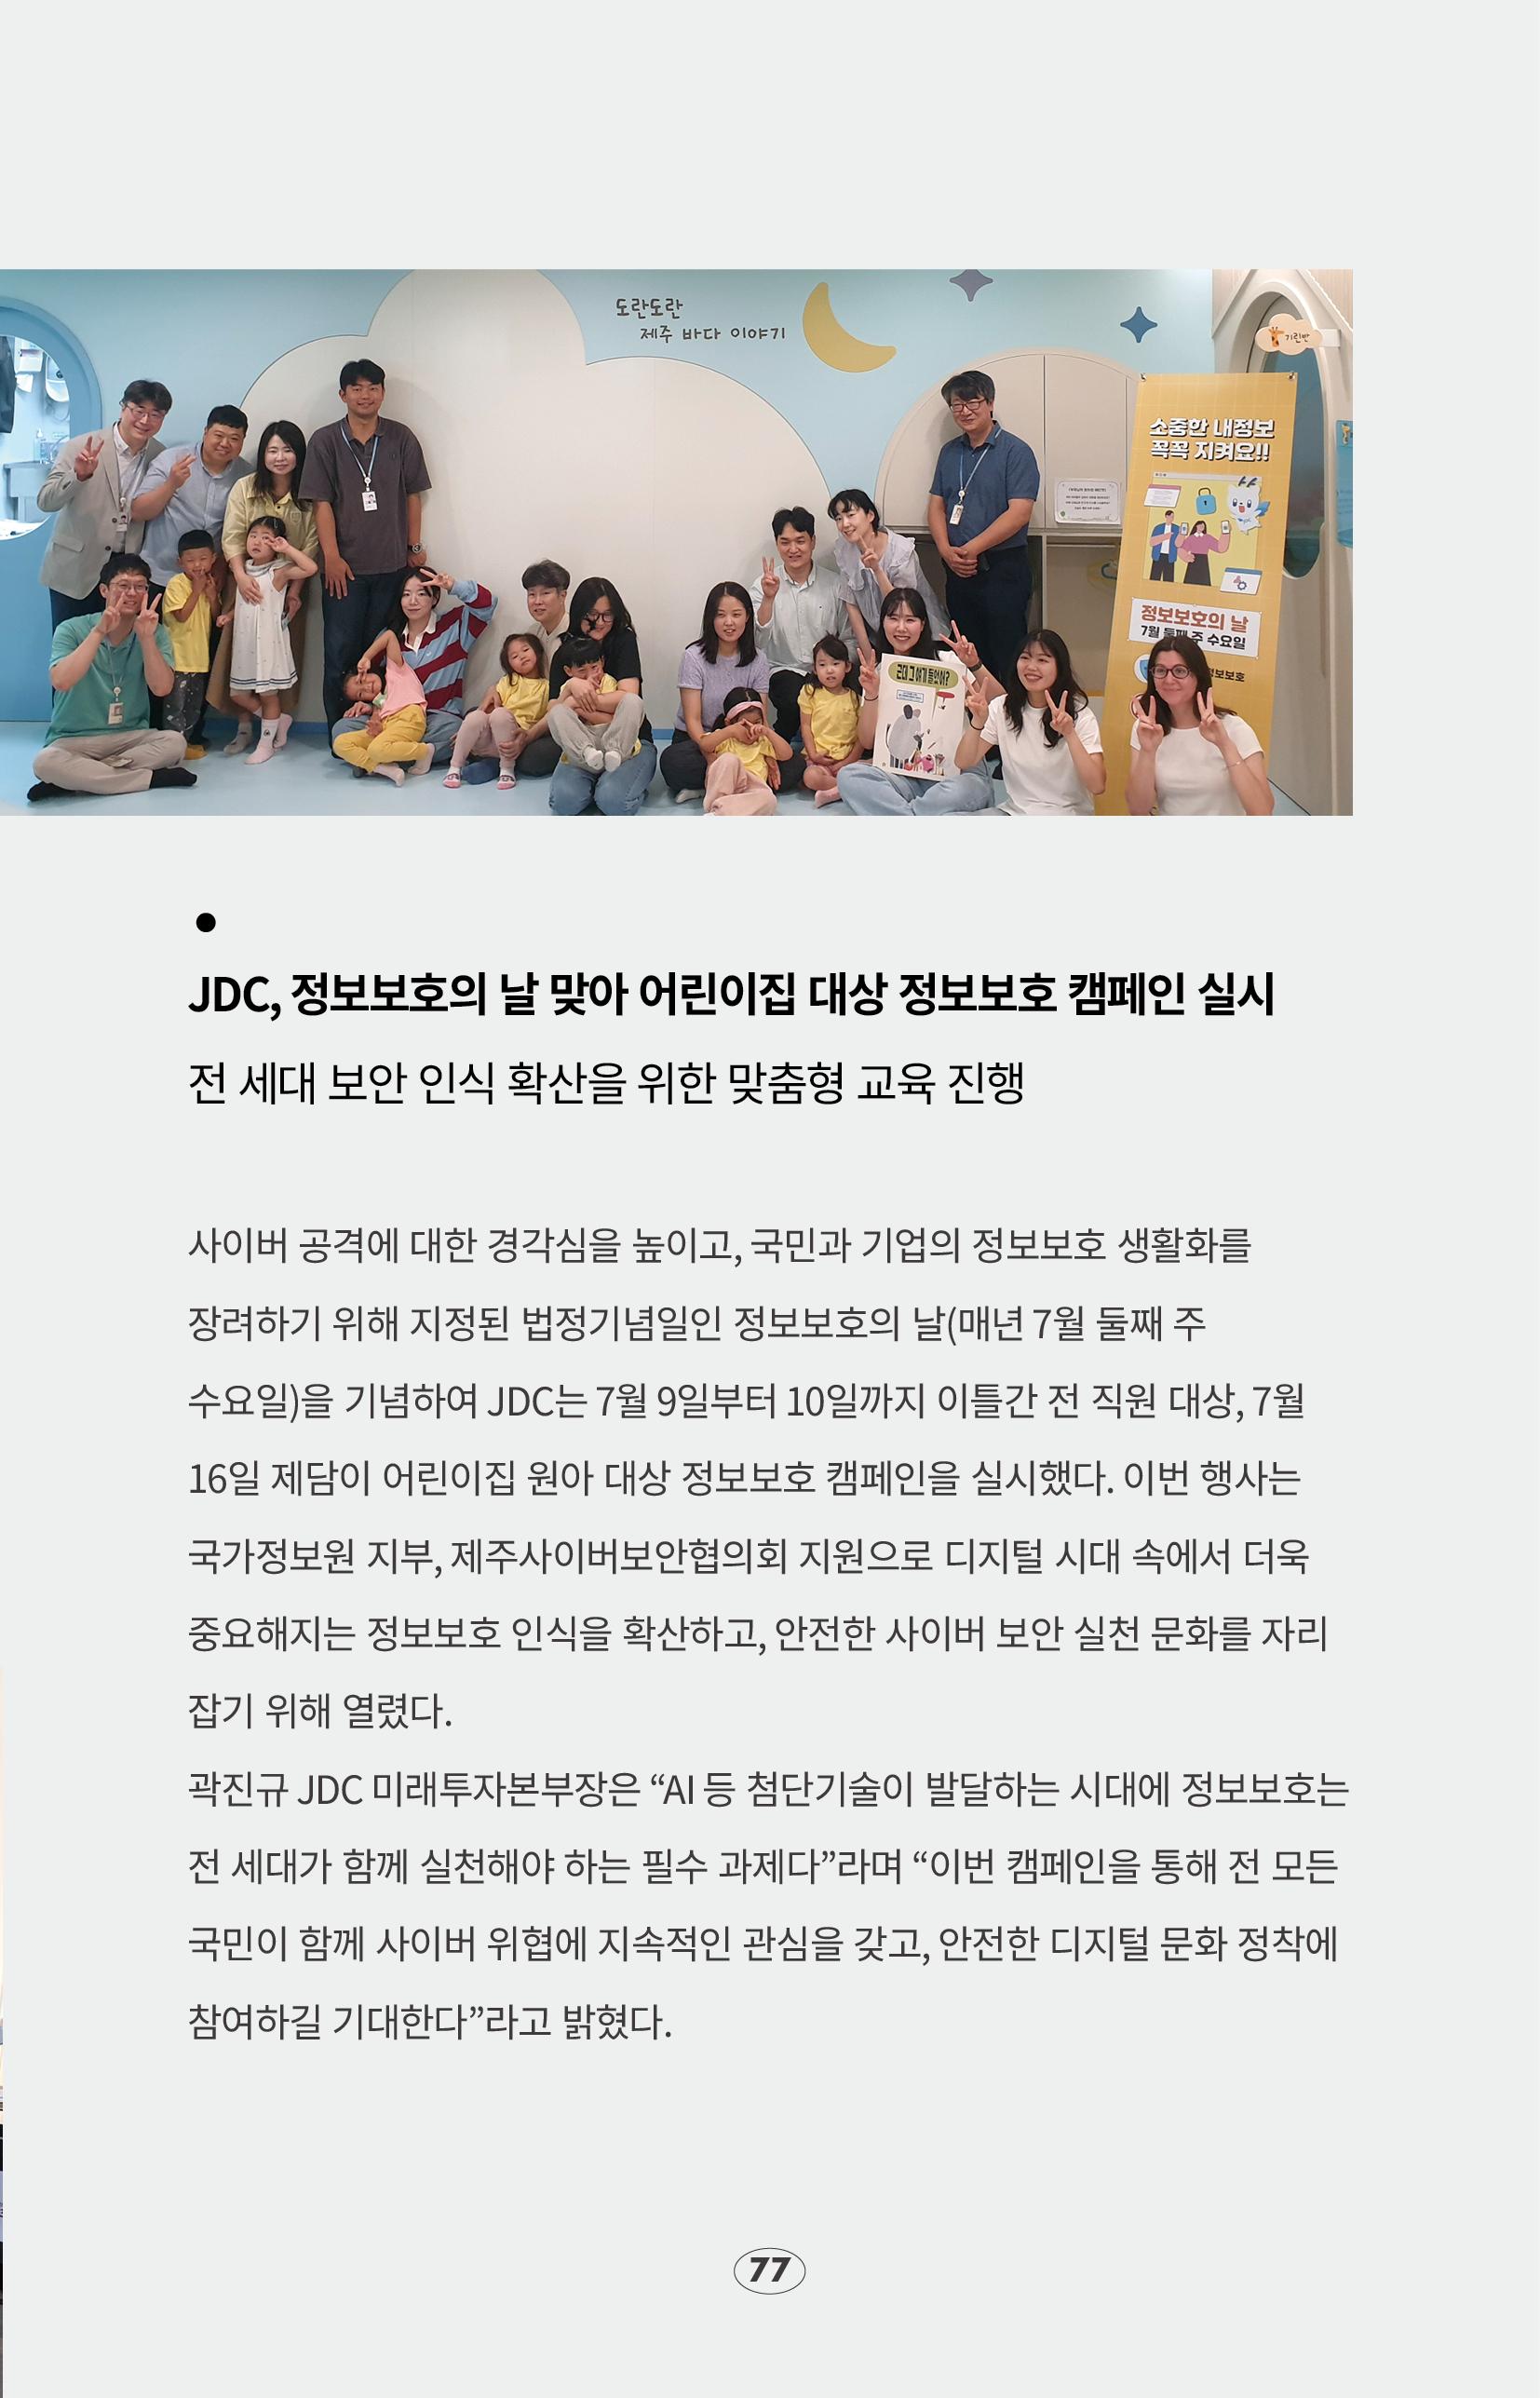 도란도란
제주 바다 이야기
기린반
소중한 내정보
꼭꼭 지켜요!!
정보보호의 날
7월 둘째 주 수요일
정보보호
근데 그 얘기 들었어?
JDC, 정보보호의 날 맞아 어린이집 대상 정보보호 캠페인 실시
전 세대 보안 인식 확산을 위한 맞춤형 교육 진행
사이버 공격에 대한 경각심을 높이고, 국민과 기업의 정보보호 생활화를
장려하기 위해 지정된 법정기념일인 정보보호의 날(매년 7월 둘째 주
수요일)을 기념하여 JDC는 7월 9일부터 10일까지 이틀간 전 직원 대상, 7월
16일 제담이 어린이집 원아 대상 정보보호 캠페인을 실시했다. 이번 행사는
국가정보원 지부, 제주사이버보안협의회 지원으로 디지털 시대 속에서 더욱
중요해지는 정보보호 인식을 확산하고, 안전한 사이버 보안 실천 문화를 자리
잡기 위해 열렸다.
곽진규 JDC 미래투자본부장은 “AI 등 첨단기술이 발달하는 시대에 정보보호는
전 세대가 함께 실천해야 하는 필수 과제다”라며 “이번 캠페인을 통해 전 모든
국민이 함께 사이버 위협에 지속적인 관심을 갖고, 안전한 디지털 문화 정착에
참여하길 기대한다”라고 밝혔다.
77